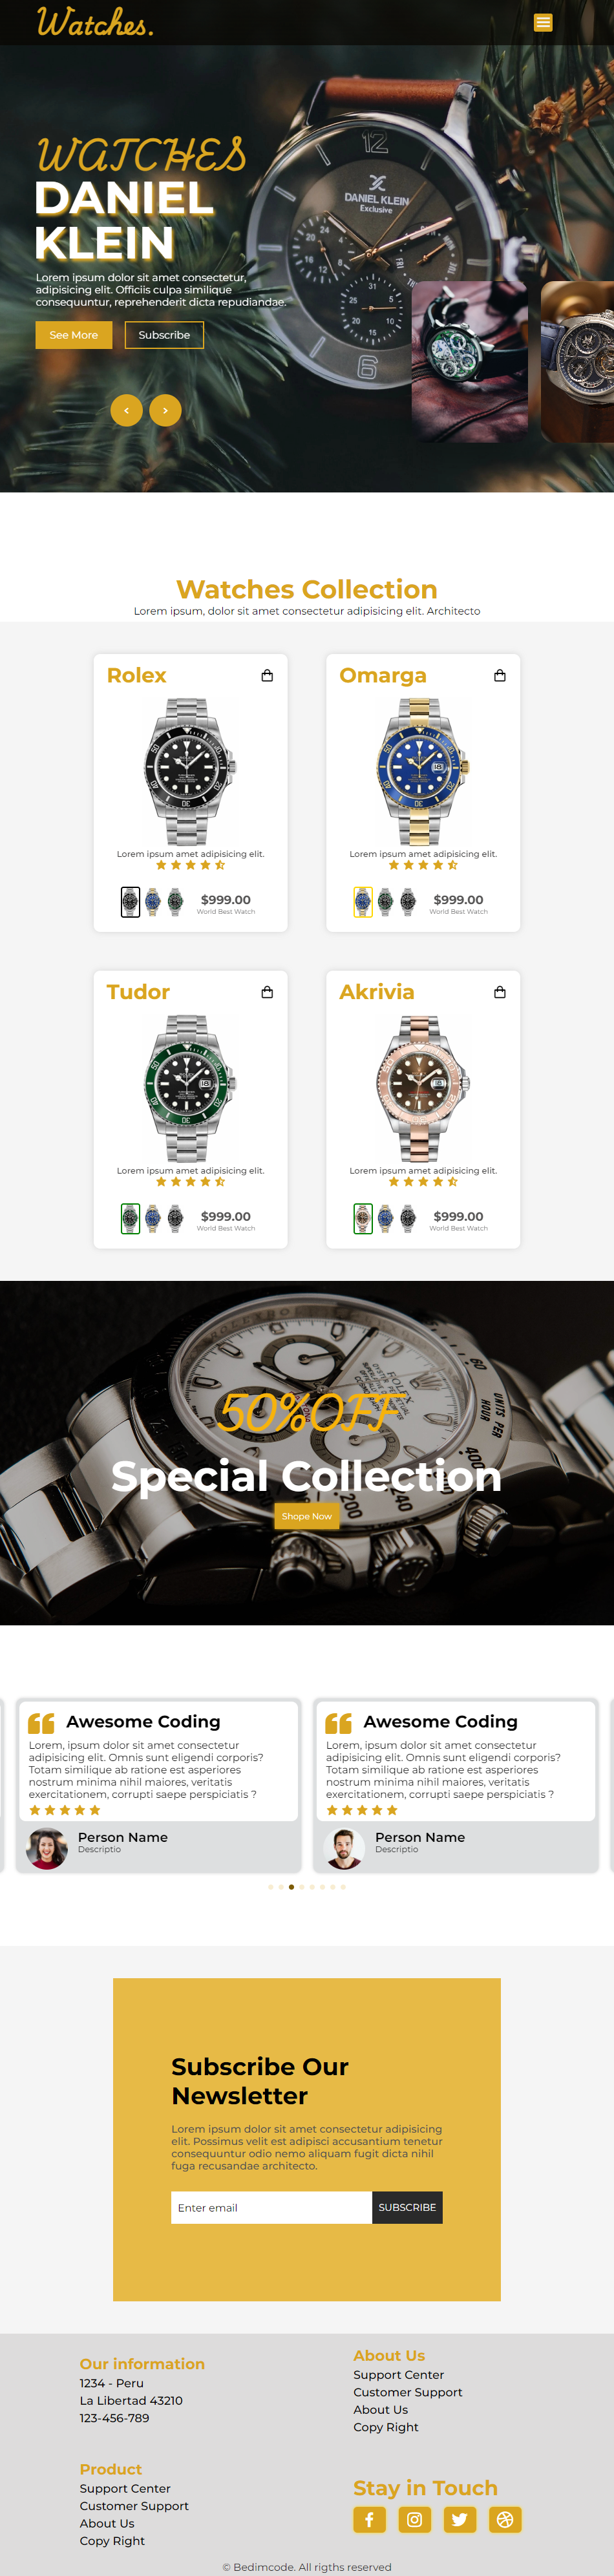 Watches.
WATCHES
DANIEL
KLEIN
Lorem ipsum dolor sit amet consectetur,
adipisicing elit. Officiis culpa similique
consequuntur, reprehenderit dicta repudiandae.
See More
Subscribe
<
>
DANIEL KLEIN
Exclusive
Watches Collection
Lorem ipsum, dolor sit amet consectetur adipisicing elit. Architecto
Rolex
Lorem ipsum amet adipisicing elit.
$999.00
World Best Watch
Omarga
Lorem ipsum amet adipisicing elit.
$999.00
World Best Watch
Tudor
Lorem ipsum amet adipisicing elit.
$999.00
World Best Watch
Akrivia
Lorem ipsum amet adipisicing elit.
$999.00
World Best Watch
50%OFF
Special Collection
Shope Now
UNITS PER
HOUR
Awesome Coding
Lorem, ipsum dolor sit amet consectetur
adipisicing elit. Omnis sunt eligendi corporis?
Totam similique ab ratione est asperiores
nostrum minima nihil maiores, veritatis
exercitationem, corrupti saepe perspiciatis ?
Person Name
Descriptio
Awesome Coding
Lorem, ipsum dolor sit amet consectetur
adipisicing elit. Omnis sunt eligendi corporis?
Totam similique ab ratione est asperiores
nostrum minima nihil maiores, veritatis
exercitationem, corrupti saepe perspiciatis ?
Person Name
Descriptio
Subscribe Our
Newsletter
Lorem ipsum dolor sit amet consectetur adipisicing
elit. Possimus velit est adipisci accusantium tenetur
consequuntur odio nemo aliquam fugit dicta nihil
fuga recusandae architecto.
Enter email
SUBSCRIBE
Our information
1234 - Peru
La Libertad 43210
123-456-789
About Us
Support Center
Customer Support
About Us
Copy Right
Product
Support Center
Customer Support
About Us
Copy Right
Stay in Touch
© Bedimcode. All rigths reserved